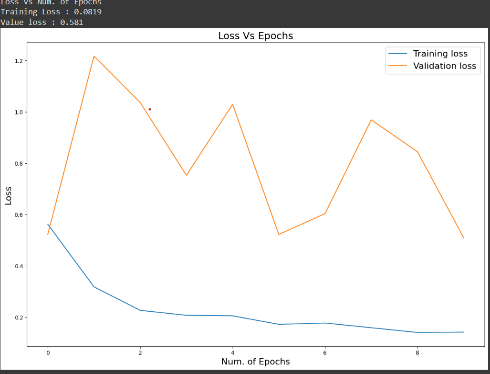 Loss Vs Num. of Epochs
Training Loss : 0.0819
Value loss : 0.581
Loss Vs Epochs
Training loss
Validation loss
1.2
1.0
0.8
0.6
0.4
0.2
Loss
0 2 4 6 8
Num. of Epochs